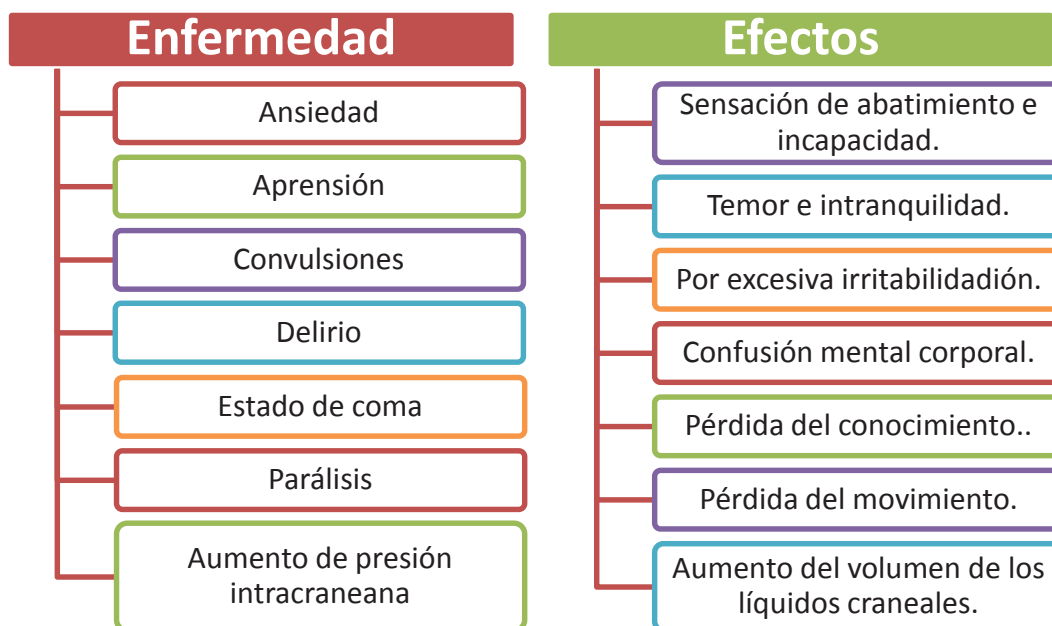 Enfermedad
Ansiedad
Aprensión
Convulsiones
Delirio
Estado de coma
Parálisis
Aumento de presión
intracraneana
Efectos
Sensación de abatimiento e
incapacidad.
Temor e intranquilidad.
Por excesiva irritabilidadión.
Confusión mental corporal.
Pérdida del conocimiento..
Pérdida del movimiento.
Aumento del volumen de los
líquidos craneales.